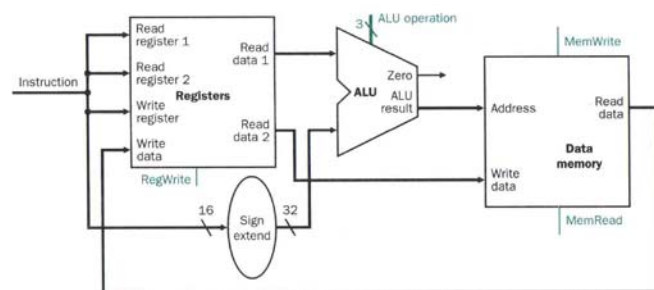 Instruction
Read
register 1
Read
register 2
Write
register
Write
data
Registers
Read
data 1
Read
data 2
RegWrite
16
Sign
extend
32
3
ALU operation
ALU
Zero
ALU
result
MemWrite
Address
Read
data
Data
memory
Write
data
MemRead